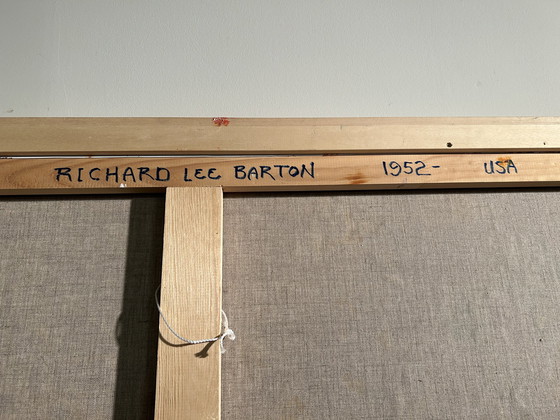 RICHARD LEE BARTON 1952- USA